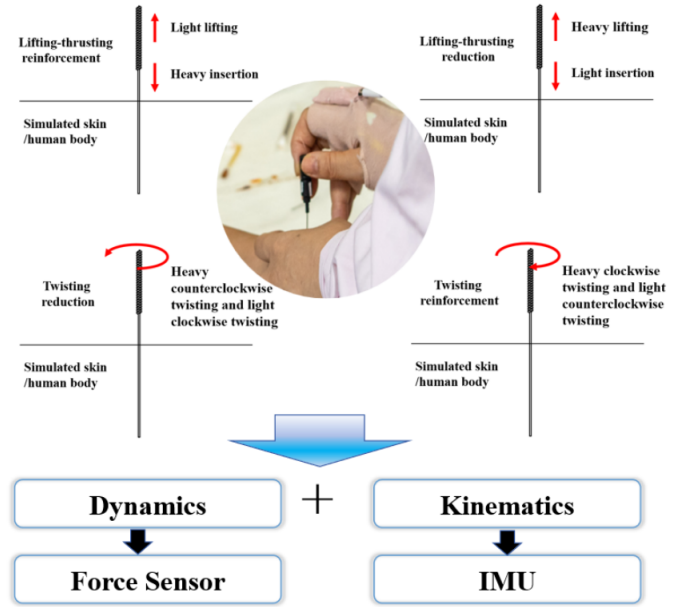 Lifting-thrusting
reinforcement
Light lifting
Heavy insertion
Simulated skin
/human body
Lifting-thrusting
reduction
Heavy lifting
Light insertion
Simulated skin
/human body
Twisting
reduction
Heavy
counterclockwise
twisting and light
clockwise twisting
Simulated skin
/human body
Twisting
reinforcement
Heavy clockwise
twisting and light
counterclockwise
twisting
Simulated skin
/human body
Dynamics
+
Kinematics
Force Sensor
IMU